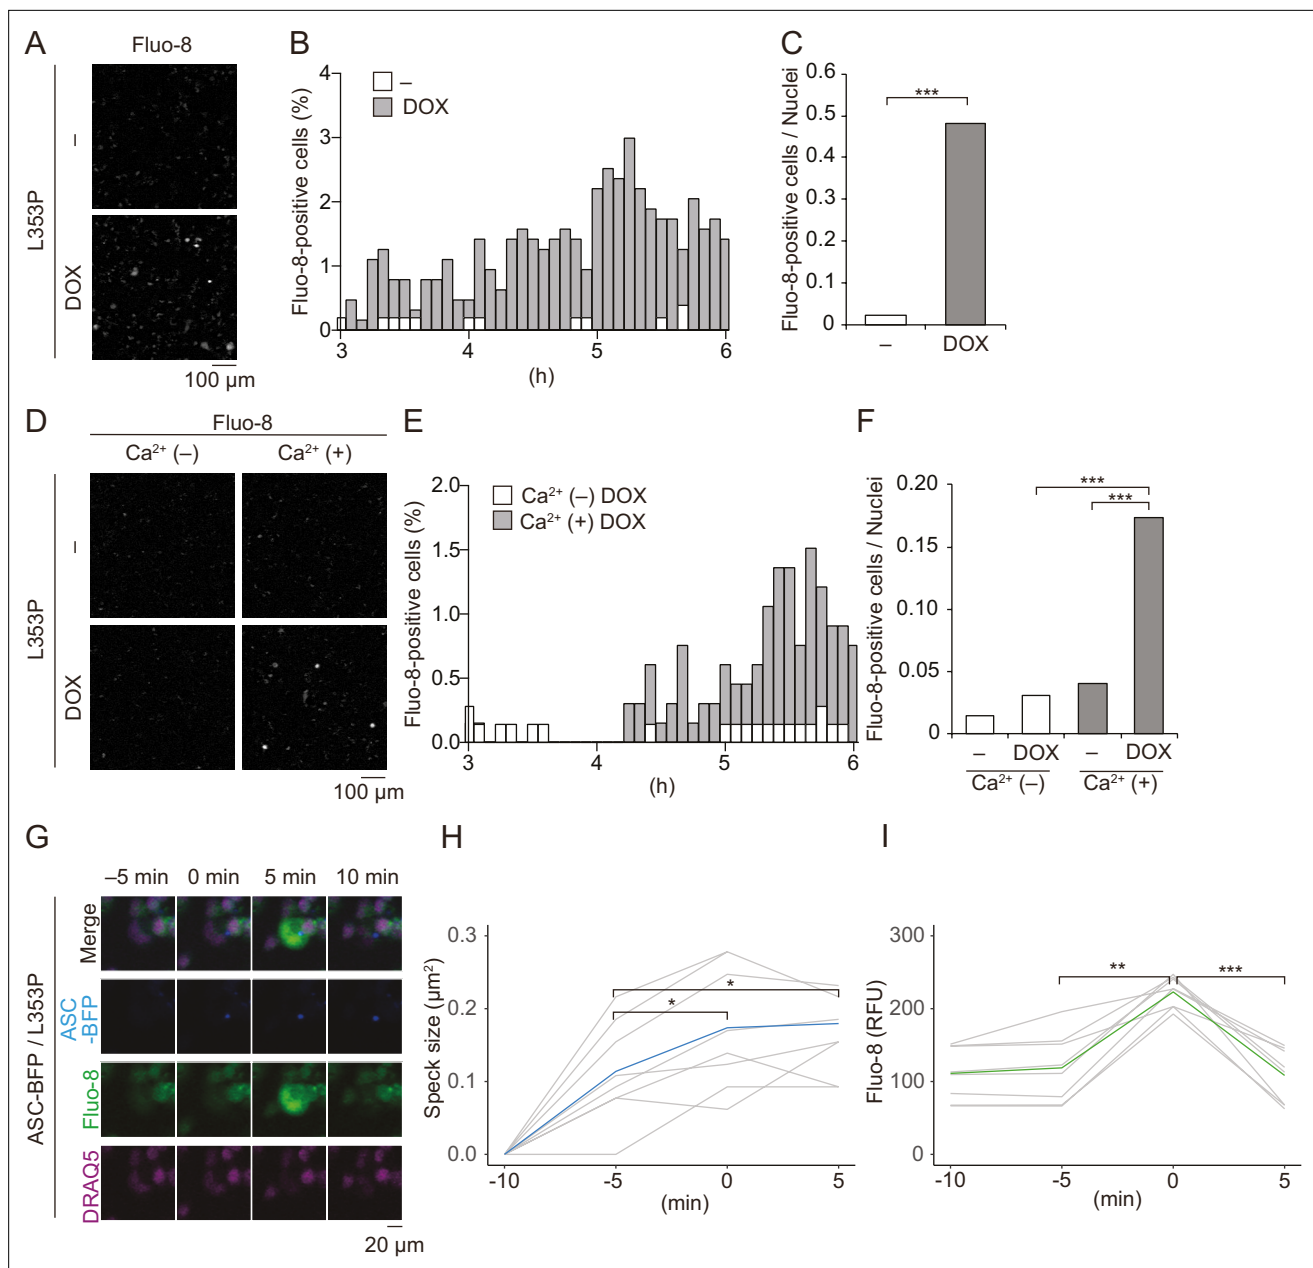 A
Fluo-8
L353P
–
DOX
100 µm
B
Fluo-8-positive cells (%)
4
3
2
1
0
–
DOX
3 4 5 6
(h)
C
Fluo-8-positive cells / Nuclei
0.6
0.5
0.4
0.3
0.2
0.1
0
***
– DOX
D
Fluo-8
Ca²⁺ (–) Ca²⁺ (+)
L353P
–
DOX
100 µm
E
Fluo-8-positive cells (%)
2.0
1.5
1.0
0.5
0.0
Ca²⁺ (–) DOX
Ca²⁺ (+) DOX
3 4 5 6
(h)
F
Fluo-8-positive cells / Nuclei
0.20
0.15
0.10
0.05
0
***
***
– DOX – DOX
Ca²⁺ (–) Ca²⁺ (+)
G
–5 min 0 min 5 min 10 min
ASC-BFP / L353P
Merge
ASC
-BFP
Fluo-8
DRAQ5
20 µm
H
Speck size (µm²)
0.3
0.2
0.1
0.0
*
*
-10 -5 0 5
(min)
I
Fluo-8 (RFU)
300
200
100
0
** ***
-10 -5 0 5
(min)